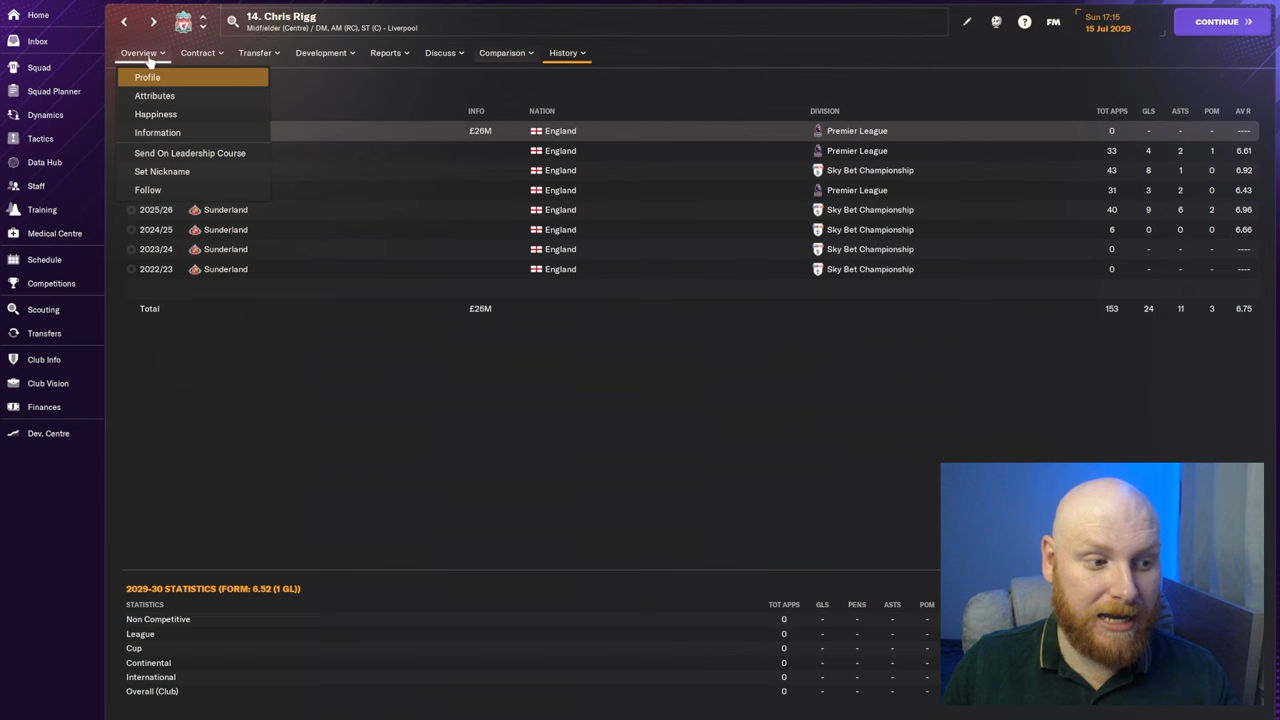 Home
Inbox
Squad
Squad Planner
Dynamics
Tactics
Data Hub
Staff
Training
Medical Centre
Schedule
Competitions
Scouting
Transfers
Club Info
Club Vision
Finances
Dev. Centre
14. Chris Rigg
Midfielder (Centre) / DM, AM (RC), ST (C) - Liverpool
FM
Sun 17:15
15 Jul 2029
CONTINUE
Overview Contract Transfer Development Reports Discuss Comparison History
Profile
Attributes
Happiness
Information
Send On Leadership Course
Set Nickname
Follow
INFO NATION DIVISION TOT APPS GLS ASTS POM AV R
£26M England Premier League 0 - - - ----
England Premier League 33 4 2 1 6.61
England Sky Bet Championship 43 8 1 0 6.92
England Premier League 31 3 2 0 6.43
2025/26 Sunderland England Sky Bet Championship 40 9 6 2 6.96
2024/25 Sunderland England Sky Bet Championship 6 0 0 0 6.66
2023/24 Sunderland England Sky Bet Championship 0 - - - ----
2022/23 Sunderland England Sky Bet Championship 0 - - - ----
Total £26M 153 24 11 3 6.75
2029-30 STATISTICS (FORM: 6.52 (1 GL))
STATISTICS TOT APPS GLS PENS ASTS POM
Non Competitive 0 - - - -
League 0 - - - -
Cup 0 - - - -
Continental 0 - - - -
International 0 - - - -
Overall (Club) 0 - - - -